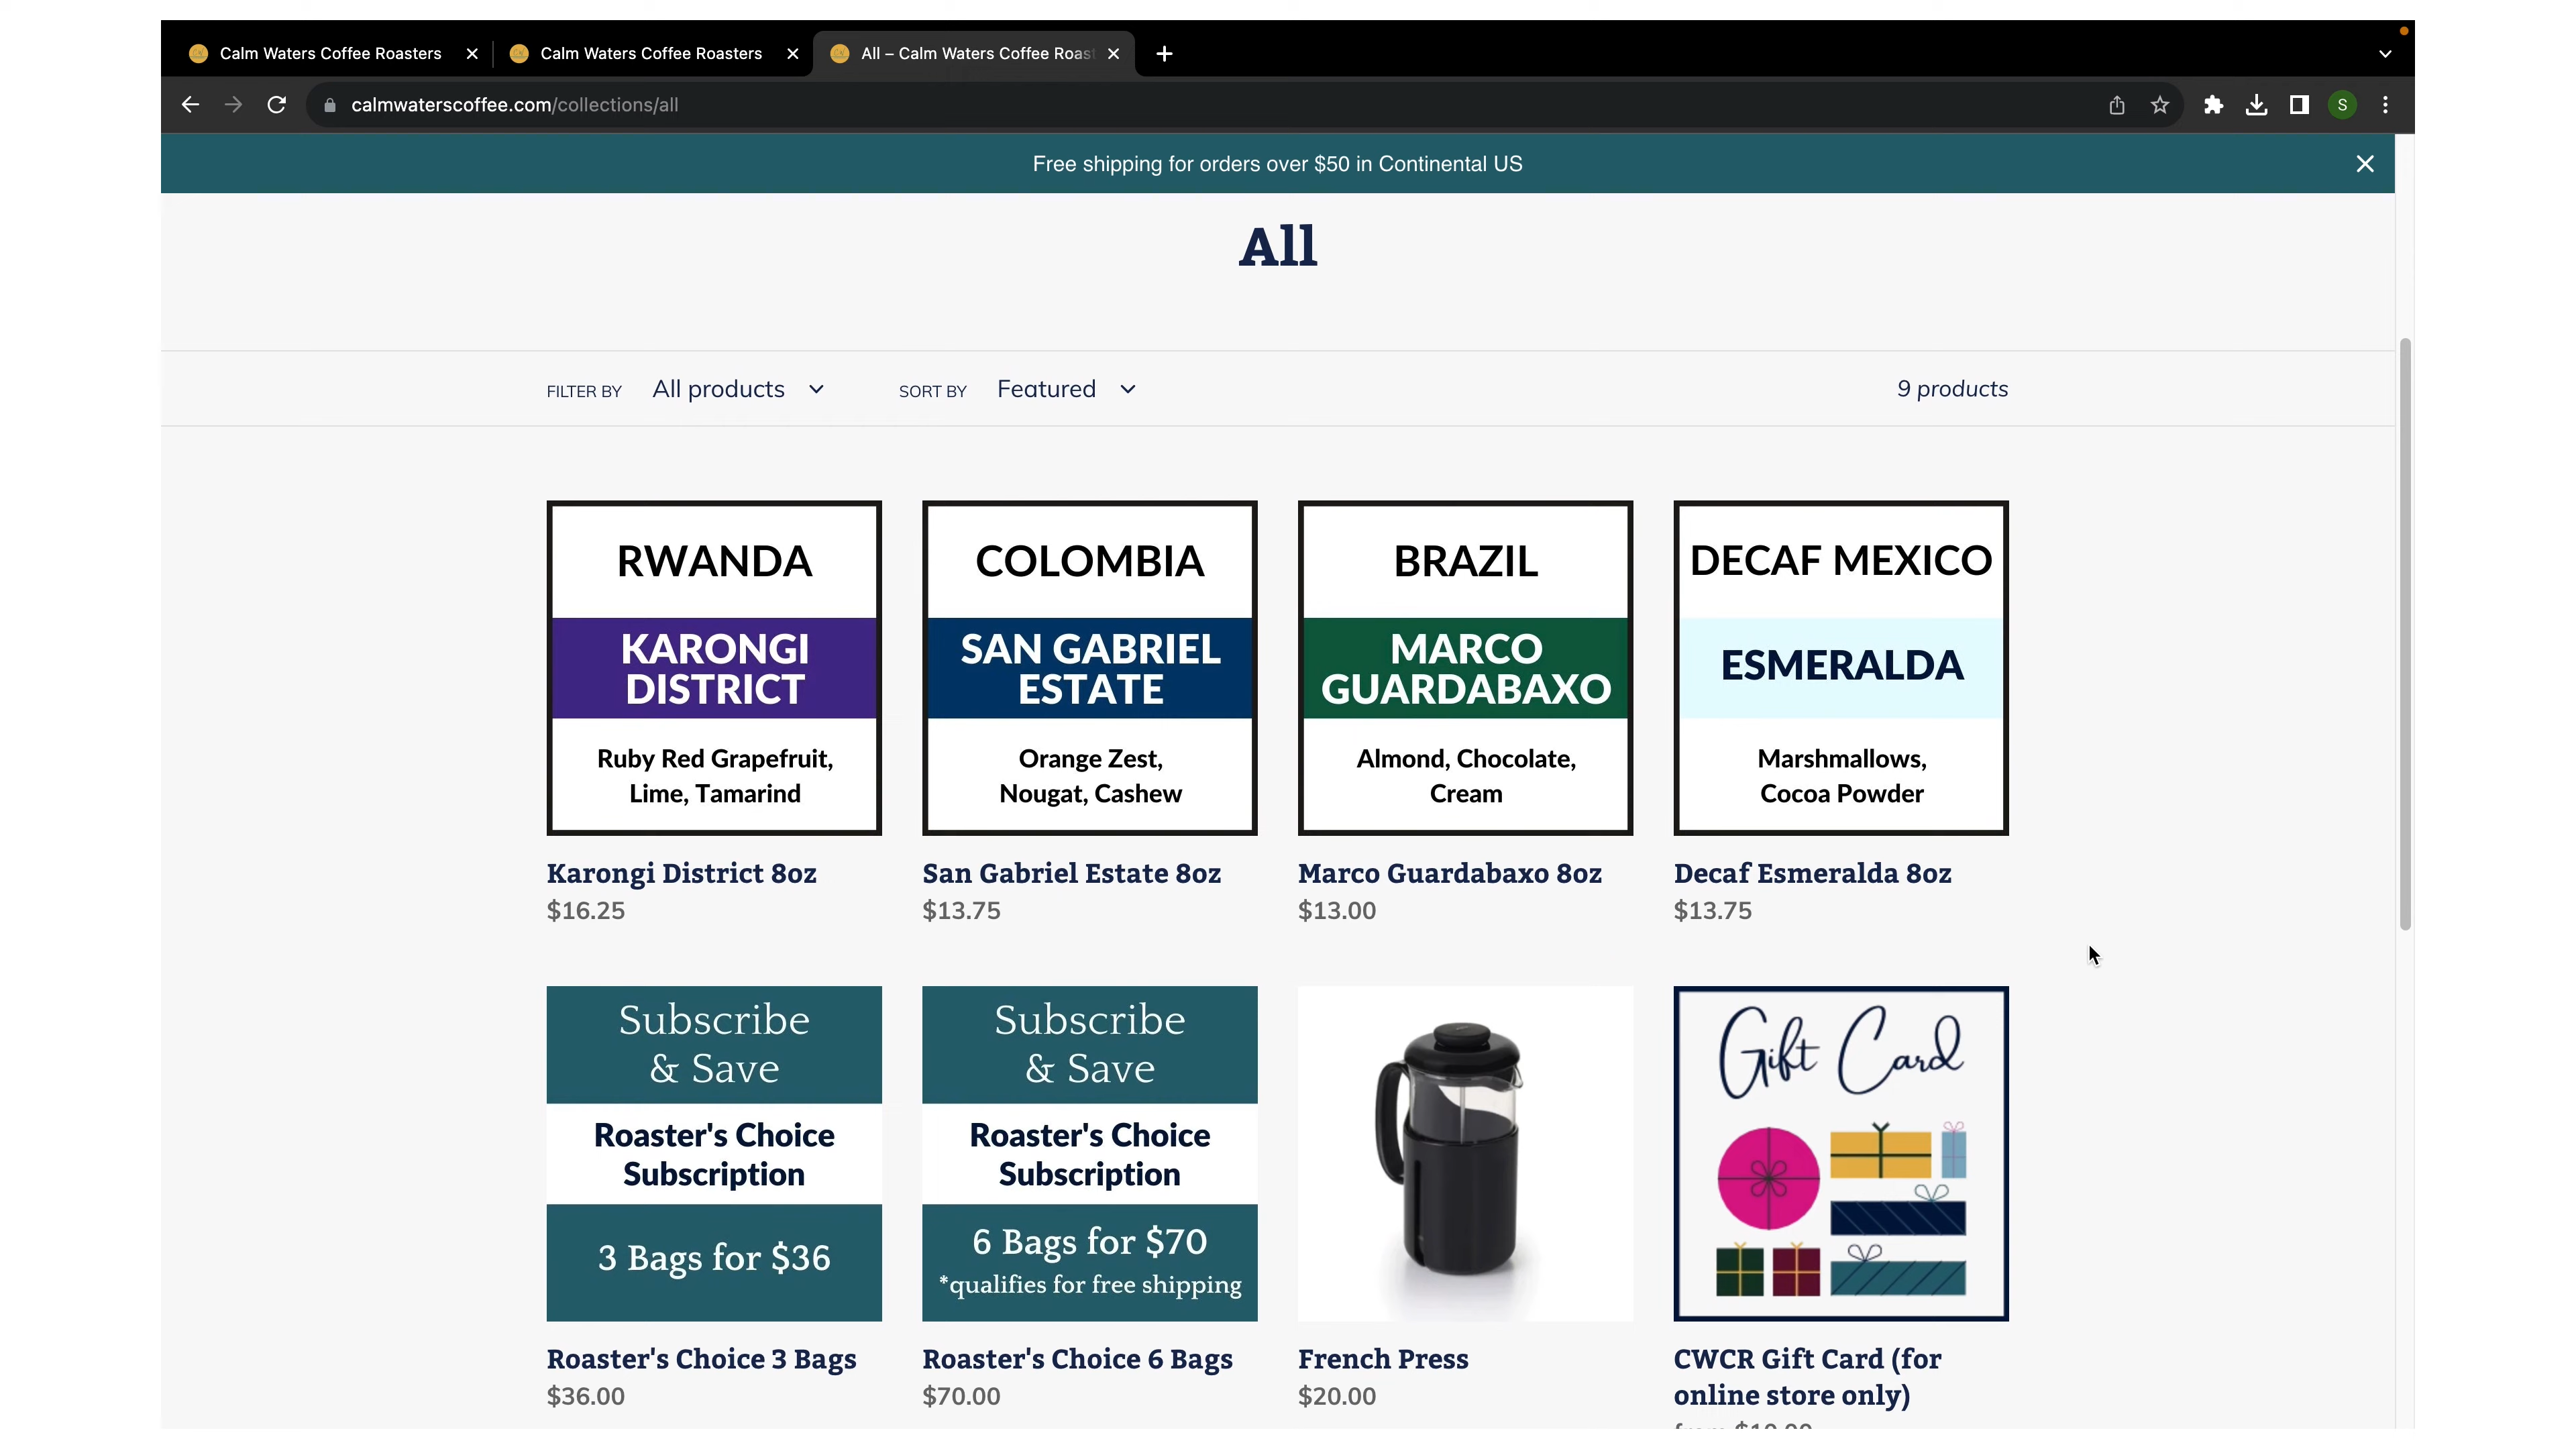 Calm Waters Coffee Roasters
Calm Waters Coffee Roasters
All – Calm Waters Coffee Roast
calmwaterscoffee.com/collections/all
S
Free shipping for orders over $50 in Continental US
All
FILTER BY All products SORT BY Featured 9 products
RWANDA
KARONGI
DISTRICT
Ruby Red Grapefruit,
Lime, Tamarind
Karongi District 8oz
$16.25
COLOMBIA
SAN GABRIEL
ESTATE
Orange Zest,
Nougat, Cashew
San Gabriel Estate 8oz
$13.75
BRAZIL
MARCO
GUARDABAXO
Almond, Chocolate,
Cream
Marco Guardabaxo 8oz
$13.00
DECAF MEXICO
ESMERALDA
Marshmallows,
Cocoa Powder
Decaf Esmeralda 8oz
$13.75
Subscribe
& Save
Roaster's Choice
Subscription
3 Bags for $36
Roaster's Choice 3 Bags
$36.00
Subscribe
& Save
Roaster's Choice
Subscription
6 Bags for $70
*qualifies for free shipping
Roaster's Choice 6 Bags
$70.00
French Press
$20.00
Gift Card
CWCR Gift Card (for
online store only)
from $10.00